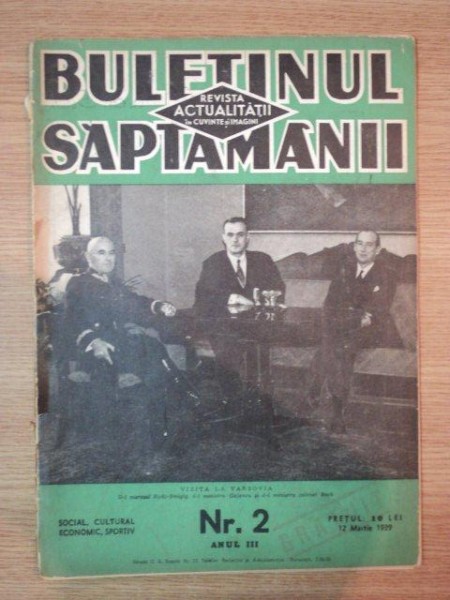 BULETINUL
REVISTA
ACTUALITĂȚII
în CUVINTE și IMAGINI
SĂPTĂMÂNII
VIZITA LA VARȘOVIA
SOCIAL, CULTURAL
ECONOMIC, SPORTIV
Nr. 2
ANUL III
PREȚUL 10 LEI
12 Martie 1939